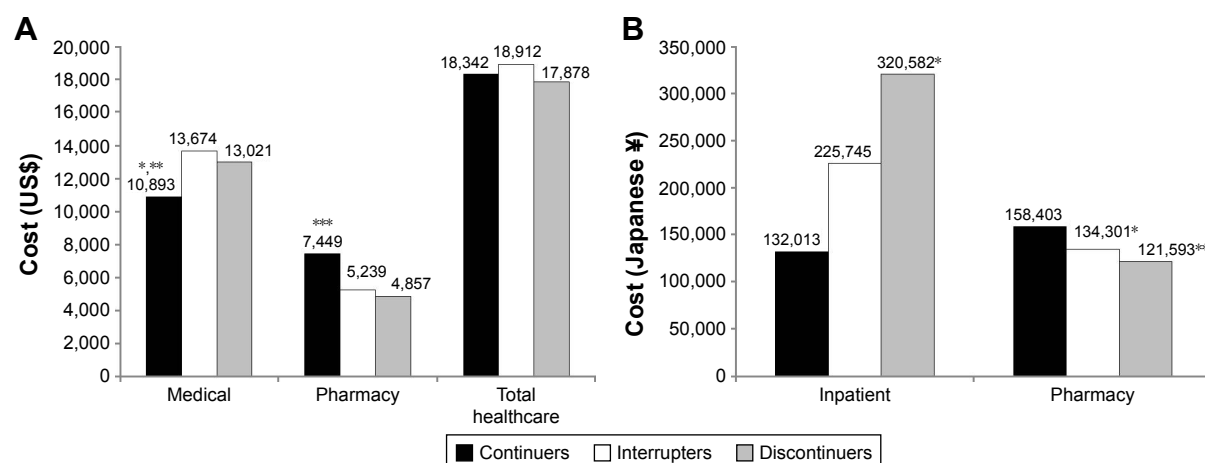 A
Cost (US$)
20,000
18,000
16,000
14,000
12,000
10,000
8,000
6,000
4,000
2,000
0
*,**
10,893
13,674
13,021
***
7,449
5,239
4,857
18,342
18,912
17,878
Medical
Pharmacy
Total
healthcare
B
Cost (Japanese ¥)
350,000
300,000
250,000
200,000
150,000
100,000
50,000
0
132,013
225,745
320,582*
158,403
134,301*
121,593**
Inpatient
Pharmacy
Continuers
Interrupters
Discontinuers